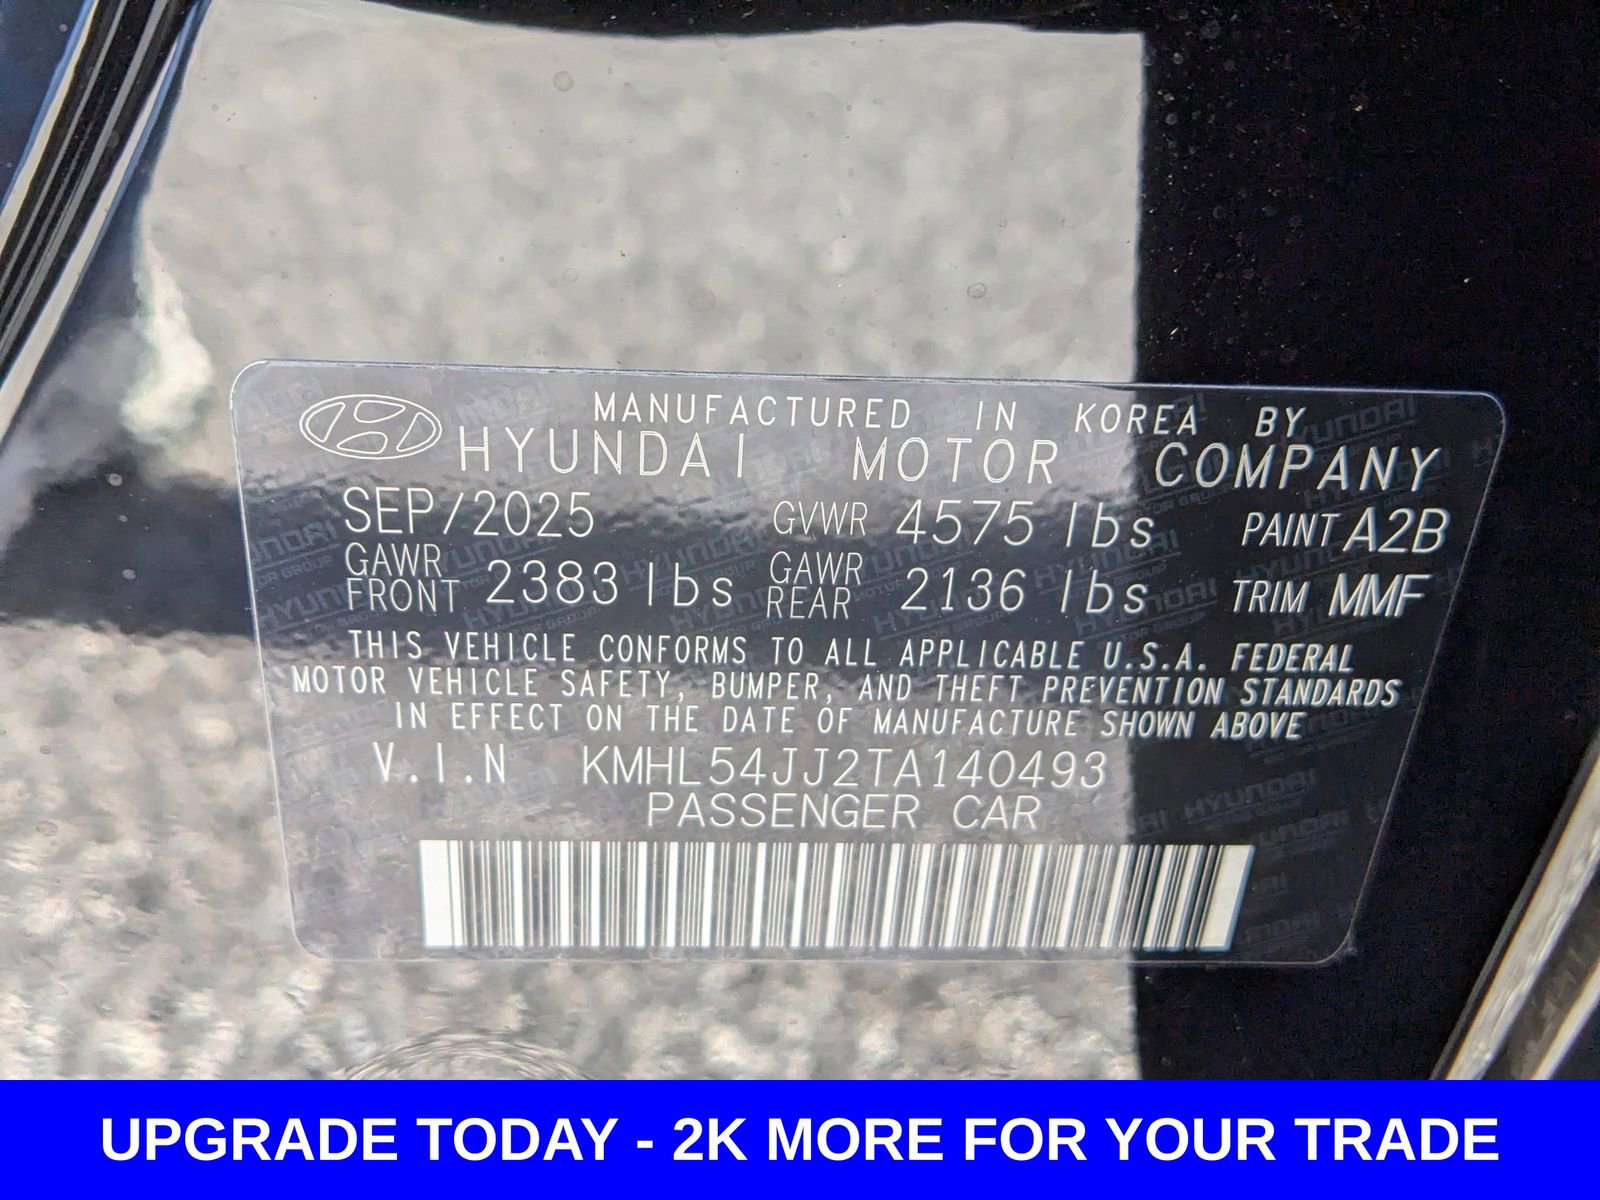 MANUFACTURED IN KOREA BY
HYUNDAI MOTOR COMPANY
SEP/2025 GVWR 4575 lbs PAINT A2B
GAWR FRONT 2383 lbs GAWR REAR 2136 lbs TRIM MMF
THIS VEHICLE CONFORMS TO ALL APPLICABLE U.S.A. FEDERAL
MOTOR VEHICLE SAFETY, BUMPER, AND THEFT PREVENTION STANDARDS
IN EFFECT ON THE DATE OF MANUFACTURE SHOWN ABOVE
V.I.N KMHL54JJ2TA140493
PASSENGER CAR
UPGRADE TODAY - 2K MORE FOR YOUR TRADE